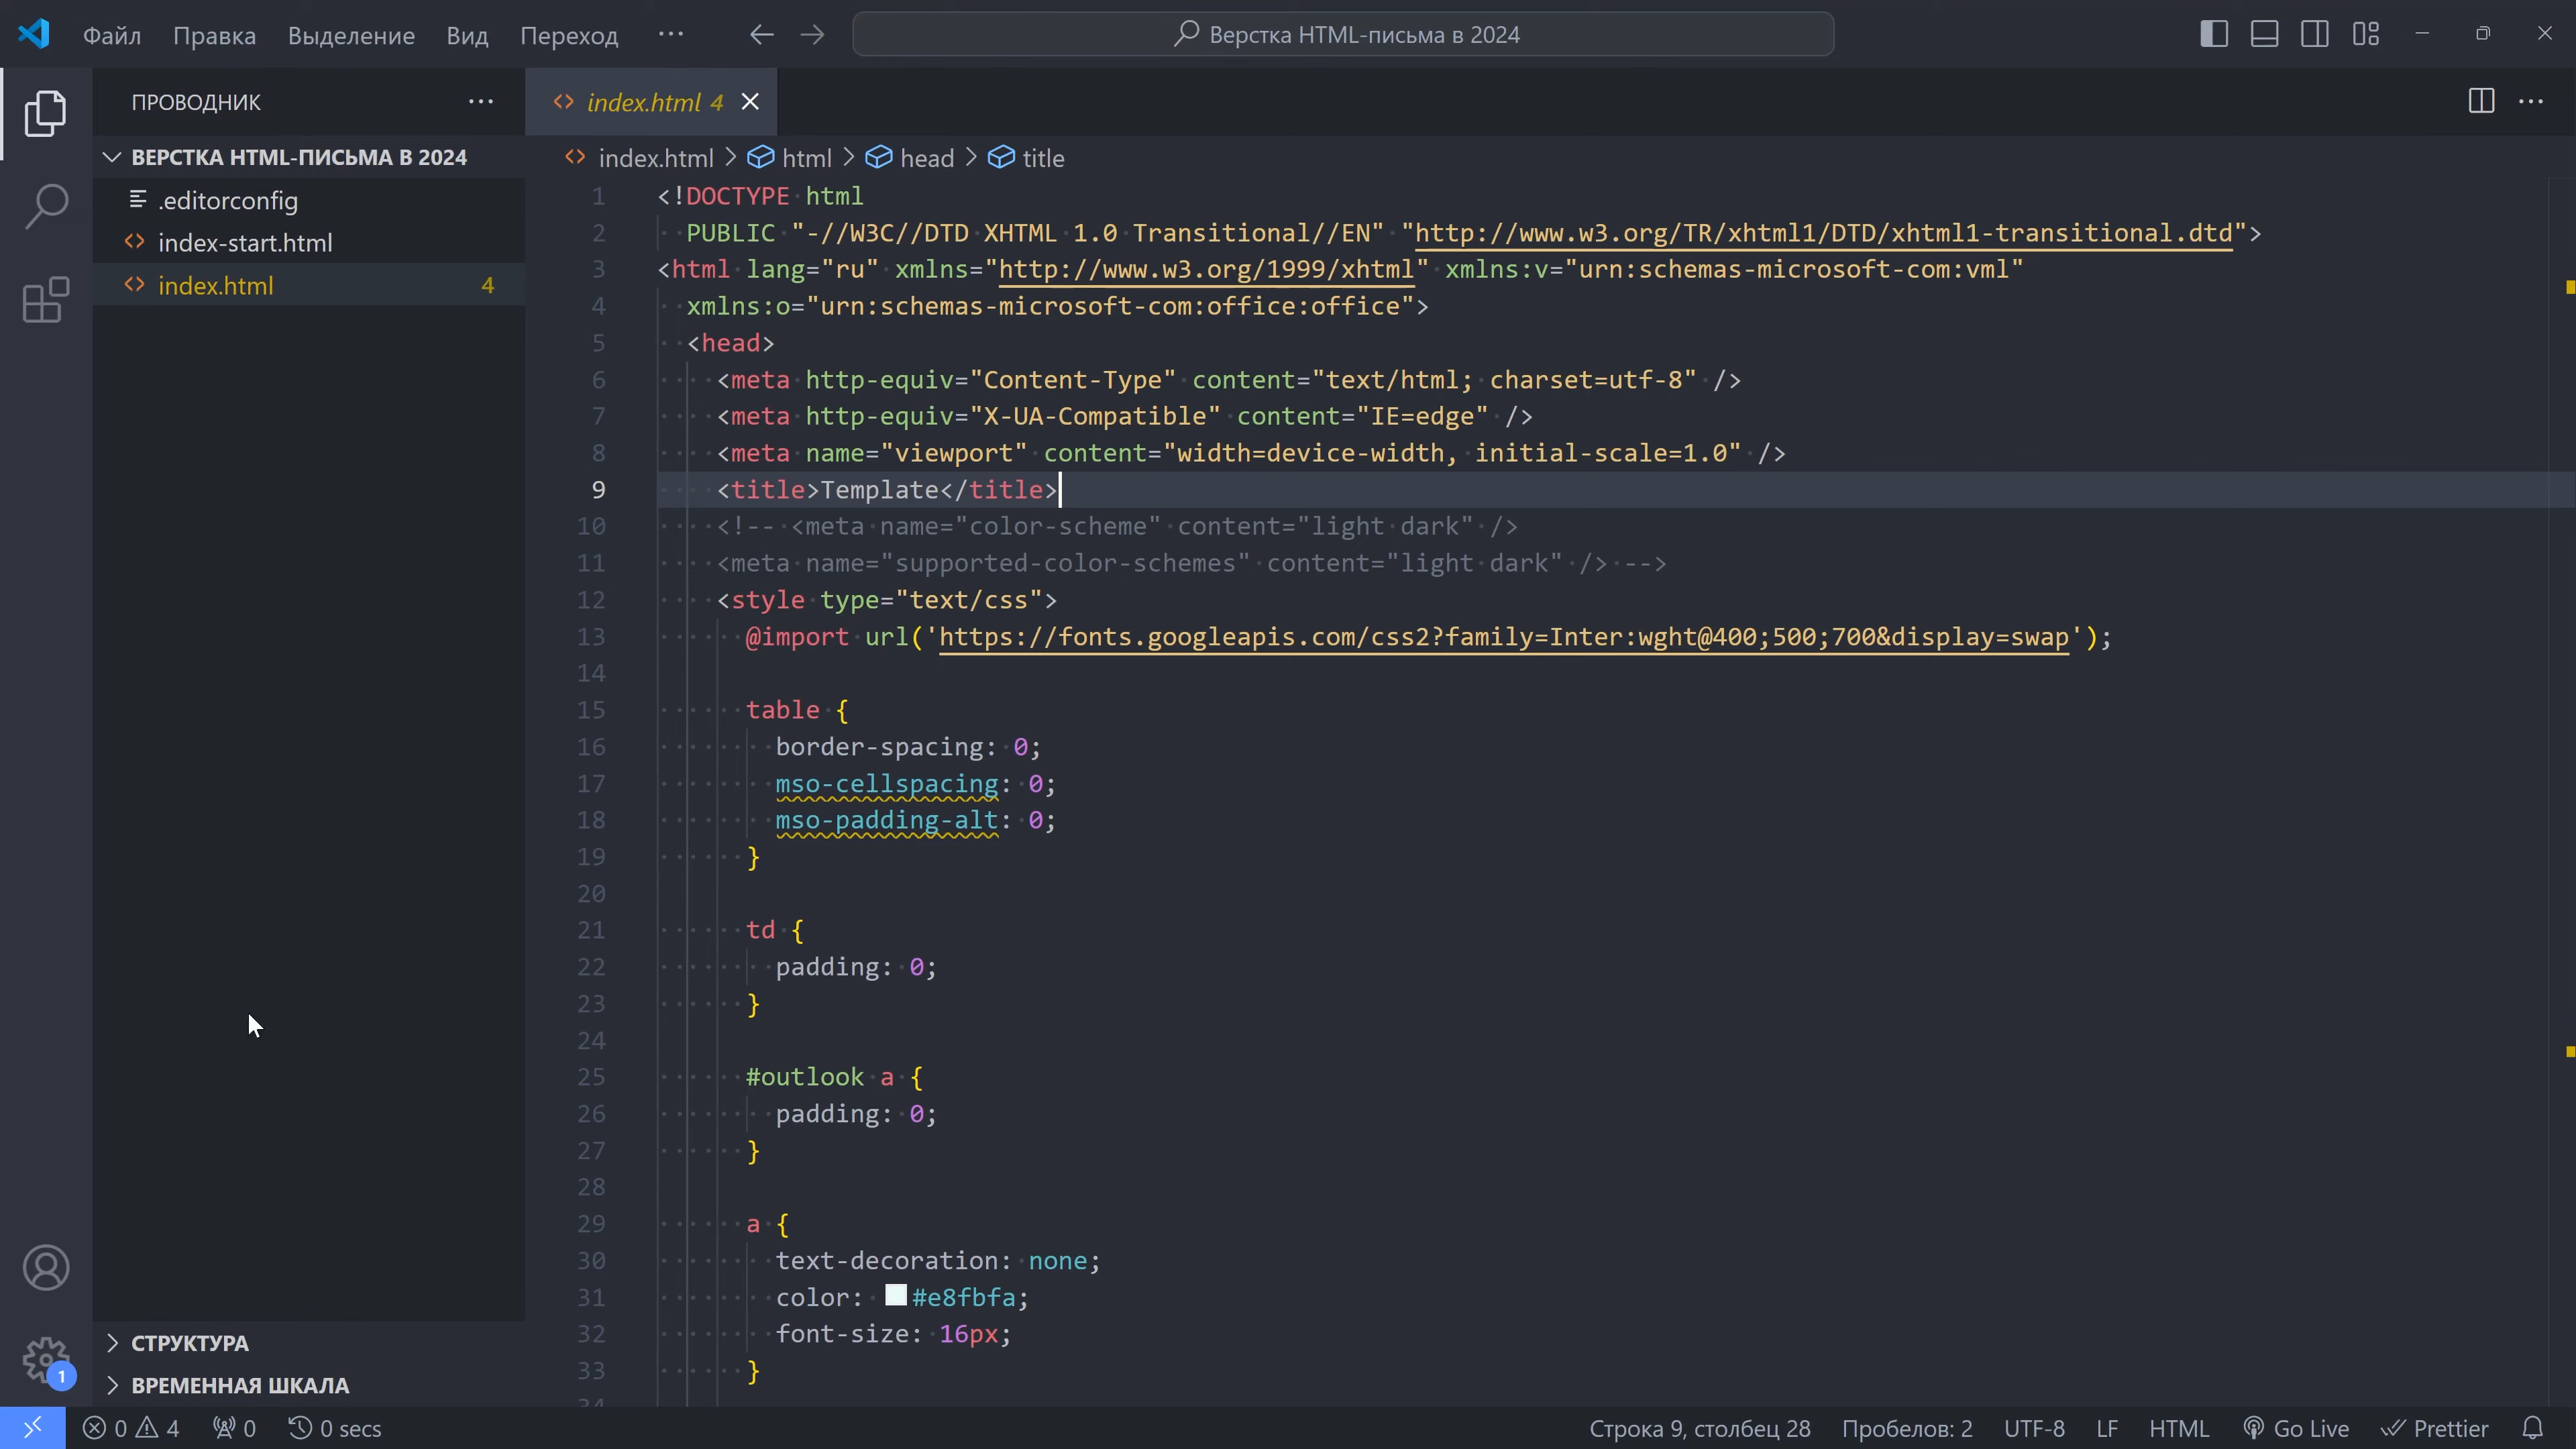 Файл Правка Выделение Вид Переход ··· Верстка HTML-письма в 2024
ПРОВОДНИК
ВЕРСТКА HTML-ПИСЬМА В 2024
.editorconfig
index-start.html
index.html 4
СТРУКТУРА
ВРЕМЕННАЯ ШКАЛА
index.html 4
index.html > html > head > title
1 <!DOCTYPE html
2 PUBLIC "-//W3C//DTD XHTML 1.0 Transitional//EN" "http://www.w3.org/TR/xhtml1/DTD/xhtml1-transitional.dtd">
3 <html lang="ru" xmlns="http://www.w3.org/1999/xhtml" xmlns:v="urn:schemas-microsoft-com:vml"
4 xmlns:o="urn:schemas-microsoft-com:office:office">
5 <head>
6 <meta http-equiv="Content-Type" content="text/html; charset=utf-8" />
7 <meta http-equiv="X-UA-Compatible" content="IE=edge" />
8 <meta name="viewport" content="width=device-width, initial-scale=1.0" />
9 <title>Template</title>
10 <!-- <meta name="color-scheme" content="light dark" />
11 <meta name="supported-color-schemes" content="light dark" /> -->
12 <style type="text/css">
13 @import url('https://fonts.googleapis.com/css2?family=Inter:wght@400;500;700&display=swap');
14
15 table {
16 border-spacing: 0;
17 mso-cellspacing: 0;
18 mso-padding-alt: 0;
19 }
20
21 td {
22 padding: 0;
23 }
24
25 #outlook a {
26 padding: 0;
27 }
28
29 a {
30 text-decoration: none;
31 color: #e8fbfa;
32 font-size: 16px;
33 }
34
1
0 4 0 0 secs Строка 9, столбец 28 Пробелов: 2 UTF-8 LF HTML Go Live Prettier